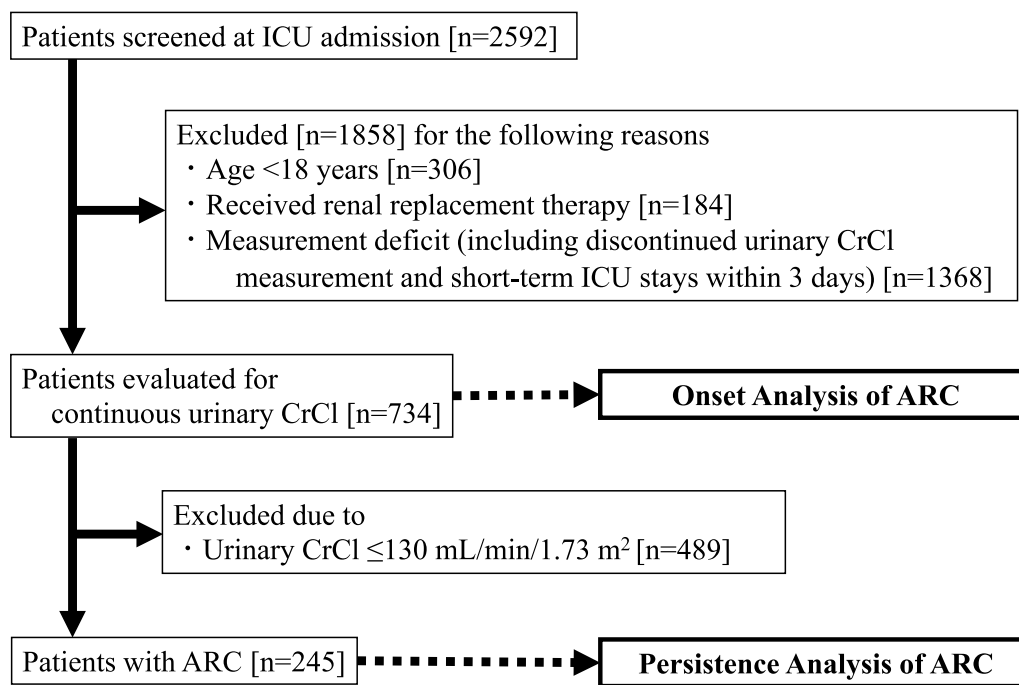 Patients screened at ICU admission [n=2592]
Excluded [n=1858] for the following reasons
・Age <18 years [n=306]
・Received renal replacement therapy [n=184]
・Measurement deficit (including discontinued urinary CrCl
measurement and short-term ICU stays within 3 days) [n=1368]
Patients evaluated for
continuous urinary CrCl [n=734]
Onset Analysis of ARC
Excluded due to
・Urinary CrCl ≤130 mL/min/1.73 m² [n=489]
Patients with ARC [n=245]
Persistence Analysis of ARC